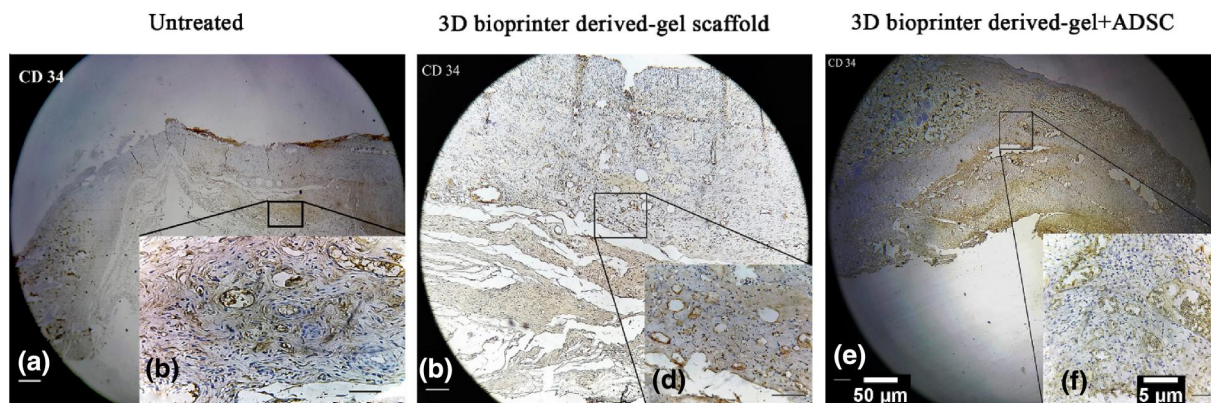 Untreated
3D bioprinter derived-gel scaffold
3D bioprinter derived-gel+ADSC
CD 34
CD 34
CD 34
(a)
(b)
(b)
(d)
(e)
50 µm
(f)
5 µm